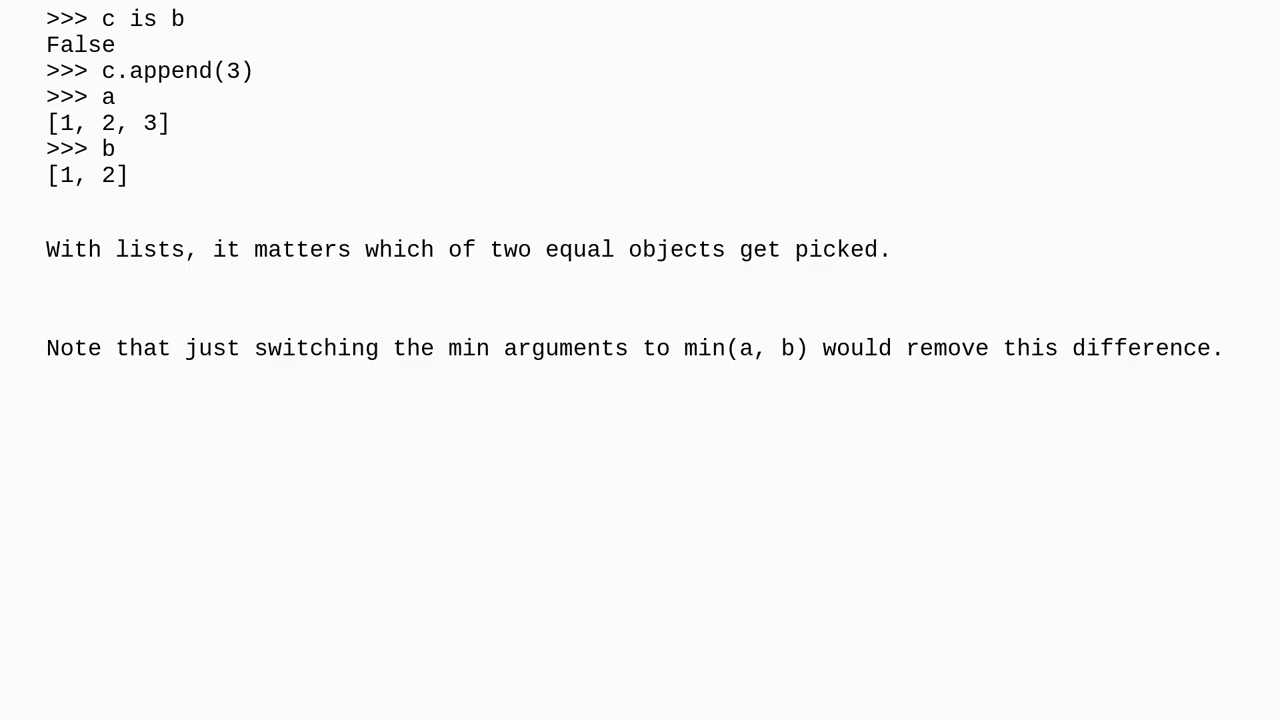 >>> c is b
False
>>> c.append(3)
>>> a
[1, 2, 3]
>>> b
[1, 2]
With lists, it matters which of two equal objects get picked.
Note that just switching the min arguments to min(a, b) would remove this difference.